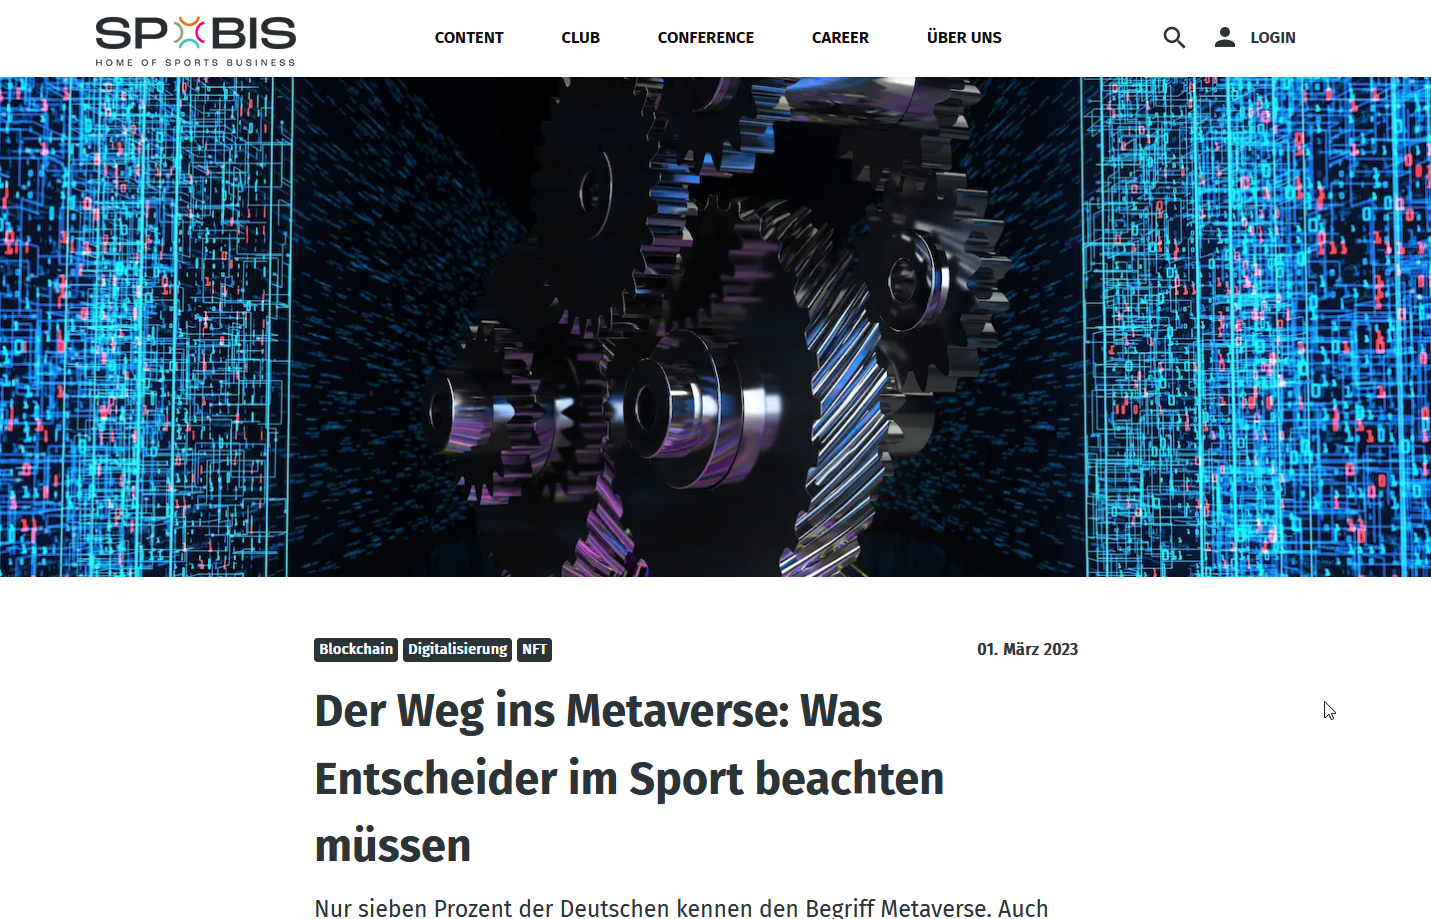 SPOBIS
HOME OF SPORTS BUSINESS
CONTENT CLUB CONFERENCE CAREER ÜBER UNS LOGIN
Blockchain Digitalisierung NFT 01. März 2023
Der Weg ins Metaverse: Was
Entscheider im Sport beachten
müssen
Nur sieben Prozent der Deutschen kennen den Begriff Metaverse. Auch